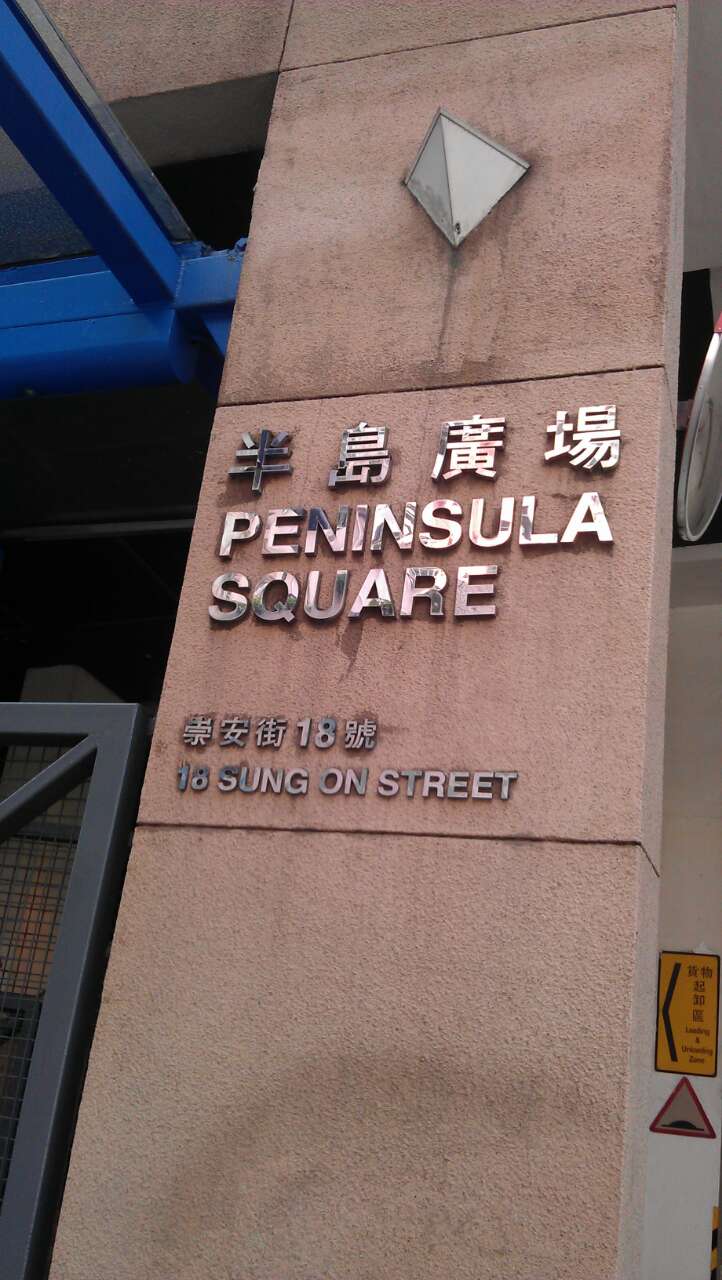 半島廣場
PENINSULA
SQUARE
崇安街18號
18 SUNG ON STREET
貨物
起
卸
區
Loading
&
Unloading
Zone